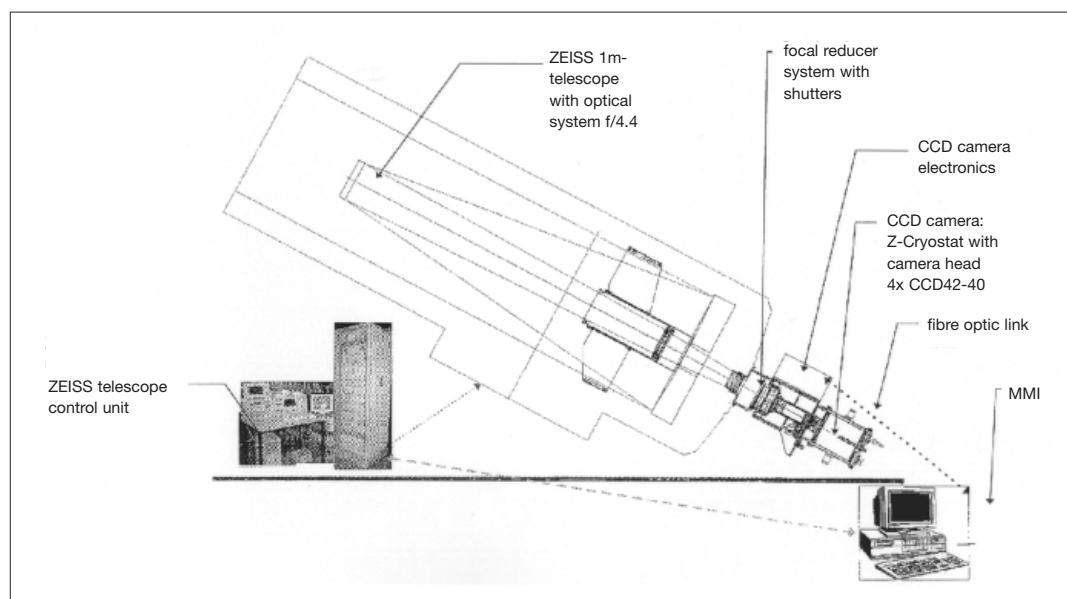 ZEISS 1m-
telescope
with optical
system f/4.4
focal reducer
system with
shutters
CCD camera
electronics
CCD camera:
Z-Cryostat with
camera head
4x CCD42-40
fibre optic link
MMI
ZEISS telescope
control unit